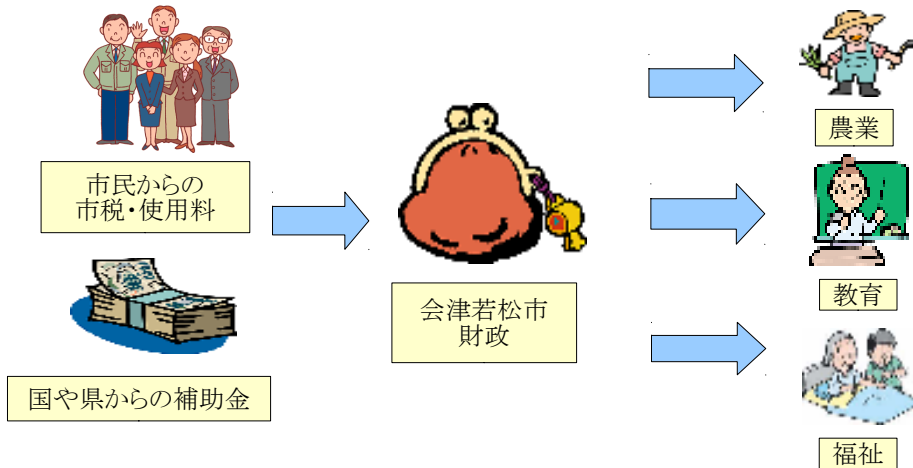 市民からの
市税・使用料
国や県からの補助金
会津若松市
財政
農業
教育
福祉